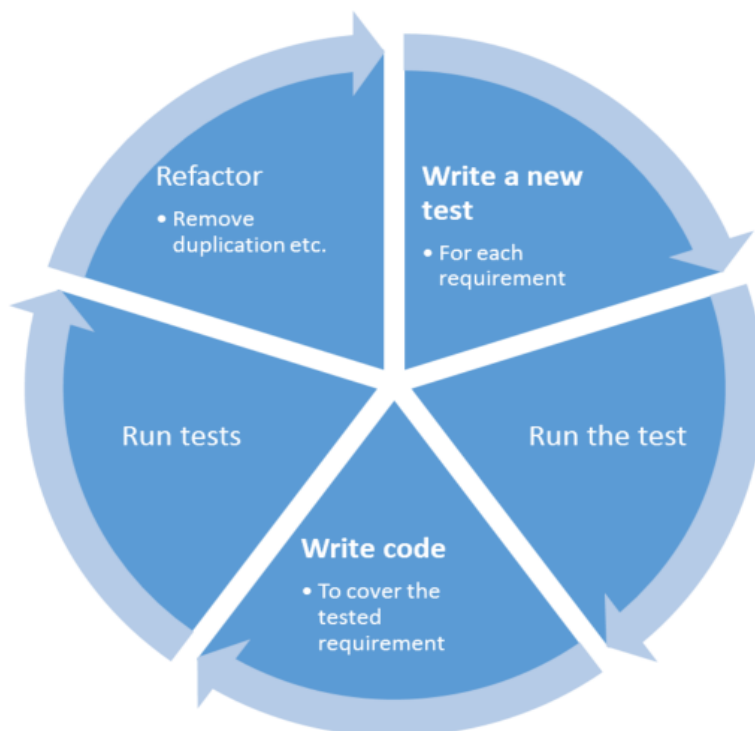 Write a new
test
• For each
requirement
Run the test
Write code
• To cover the
tested
requirement
Run tests
Refactor
• Remove
duplication etc.